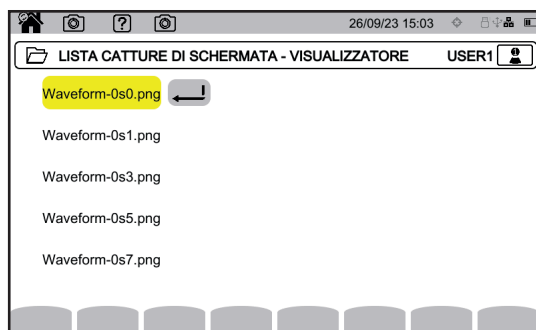 26/09/23 15:03
LISTA CATTURE DI SCHERMATA - VISUALIZZATORE USER1
Waveform-0s0.png
Waveform-0s1.png
Waveform-0s3.png
Waveform-0s5.png
Waveform-0s7.png